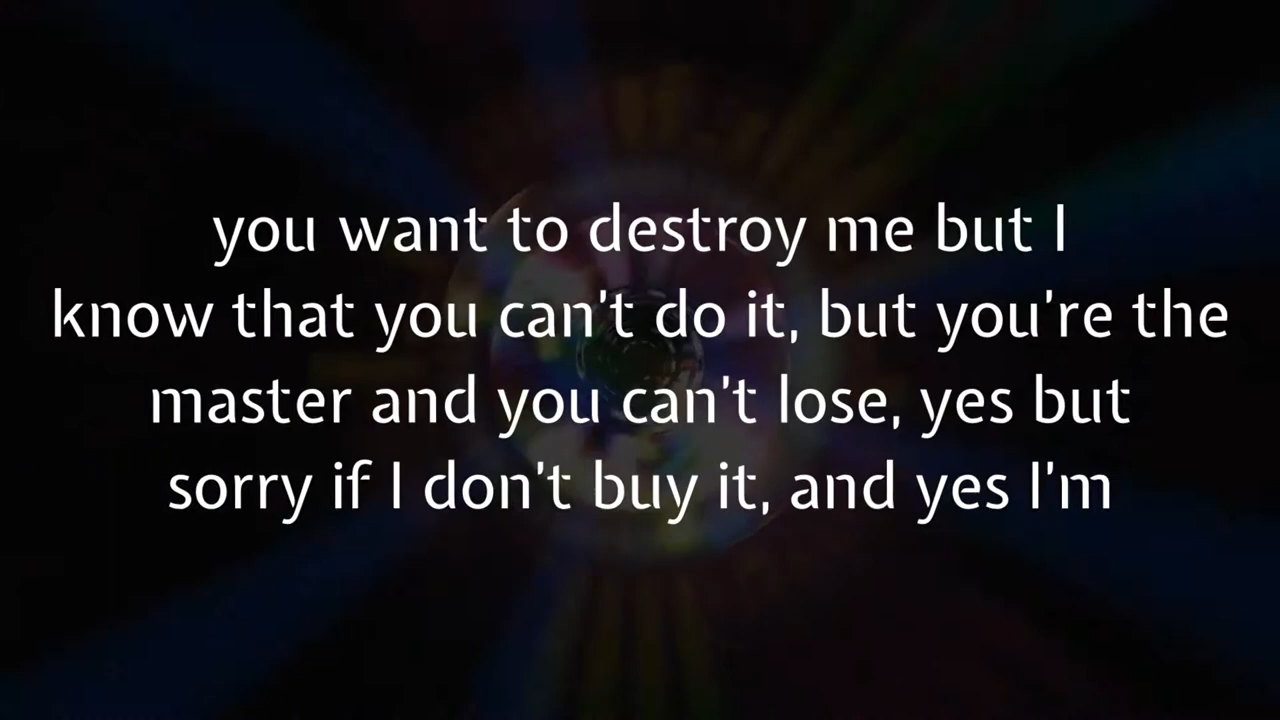 you want to destroy me but I
know that you can't do it, but you're the
master and you can't lose, yes but
sorry if I don't buy it, and yes I'm